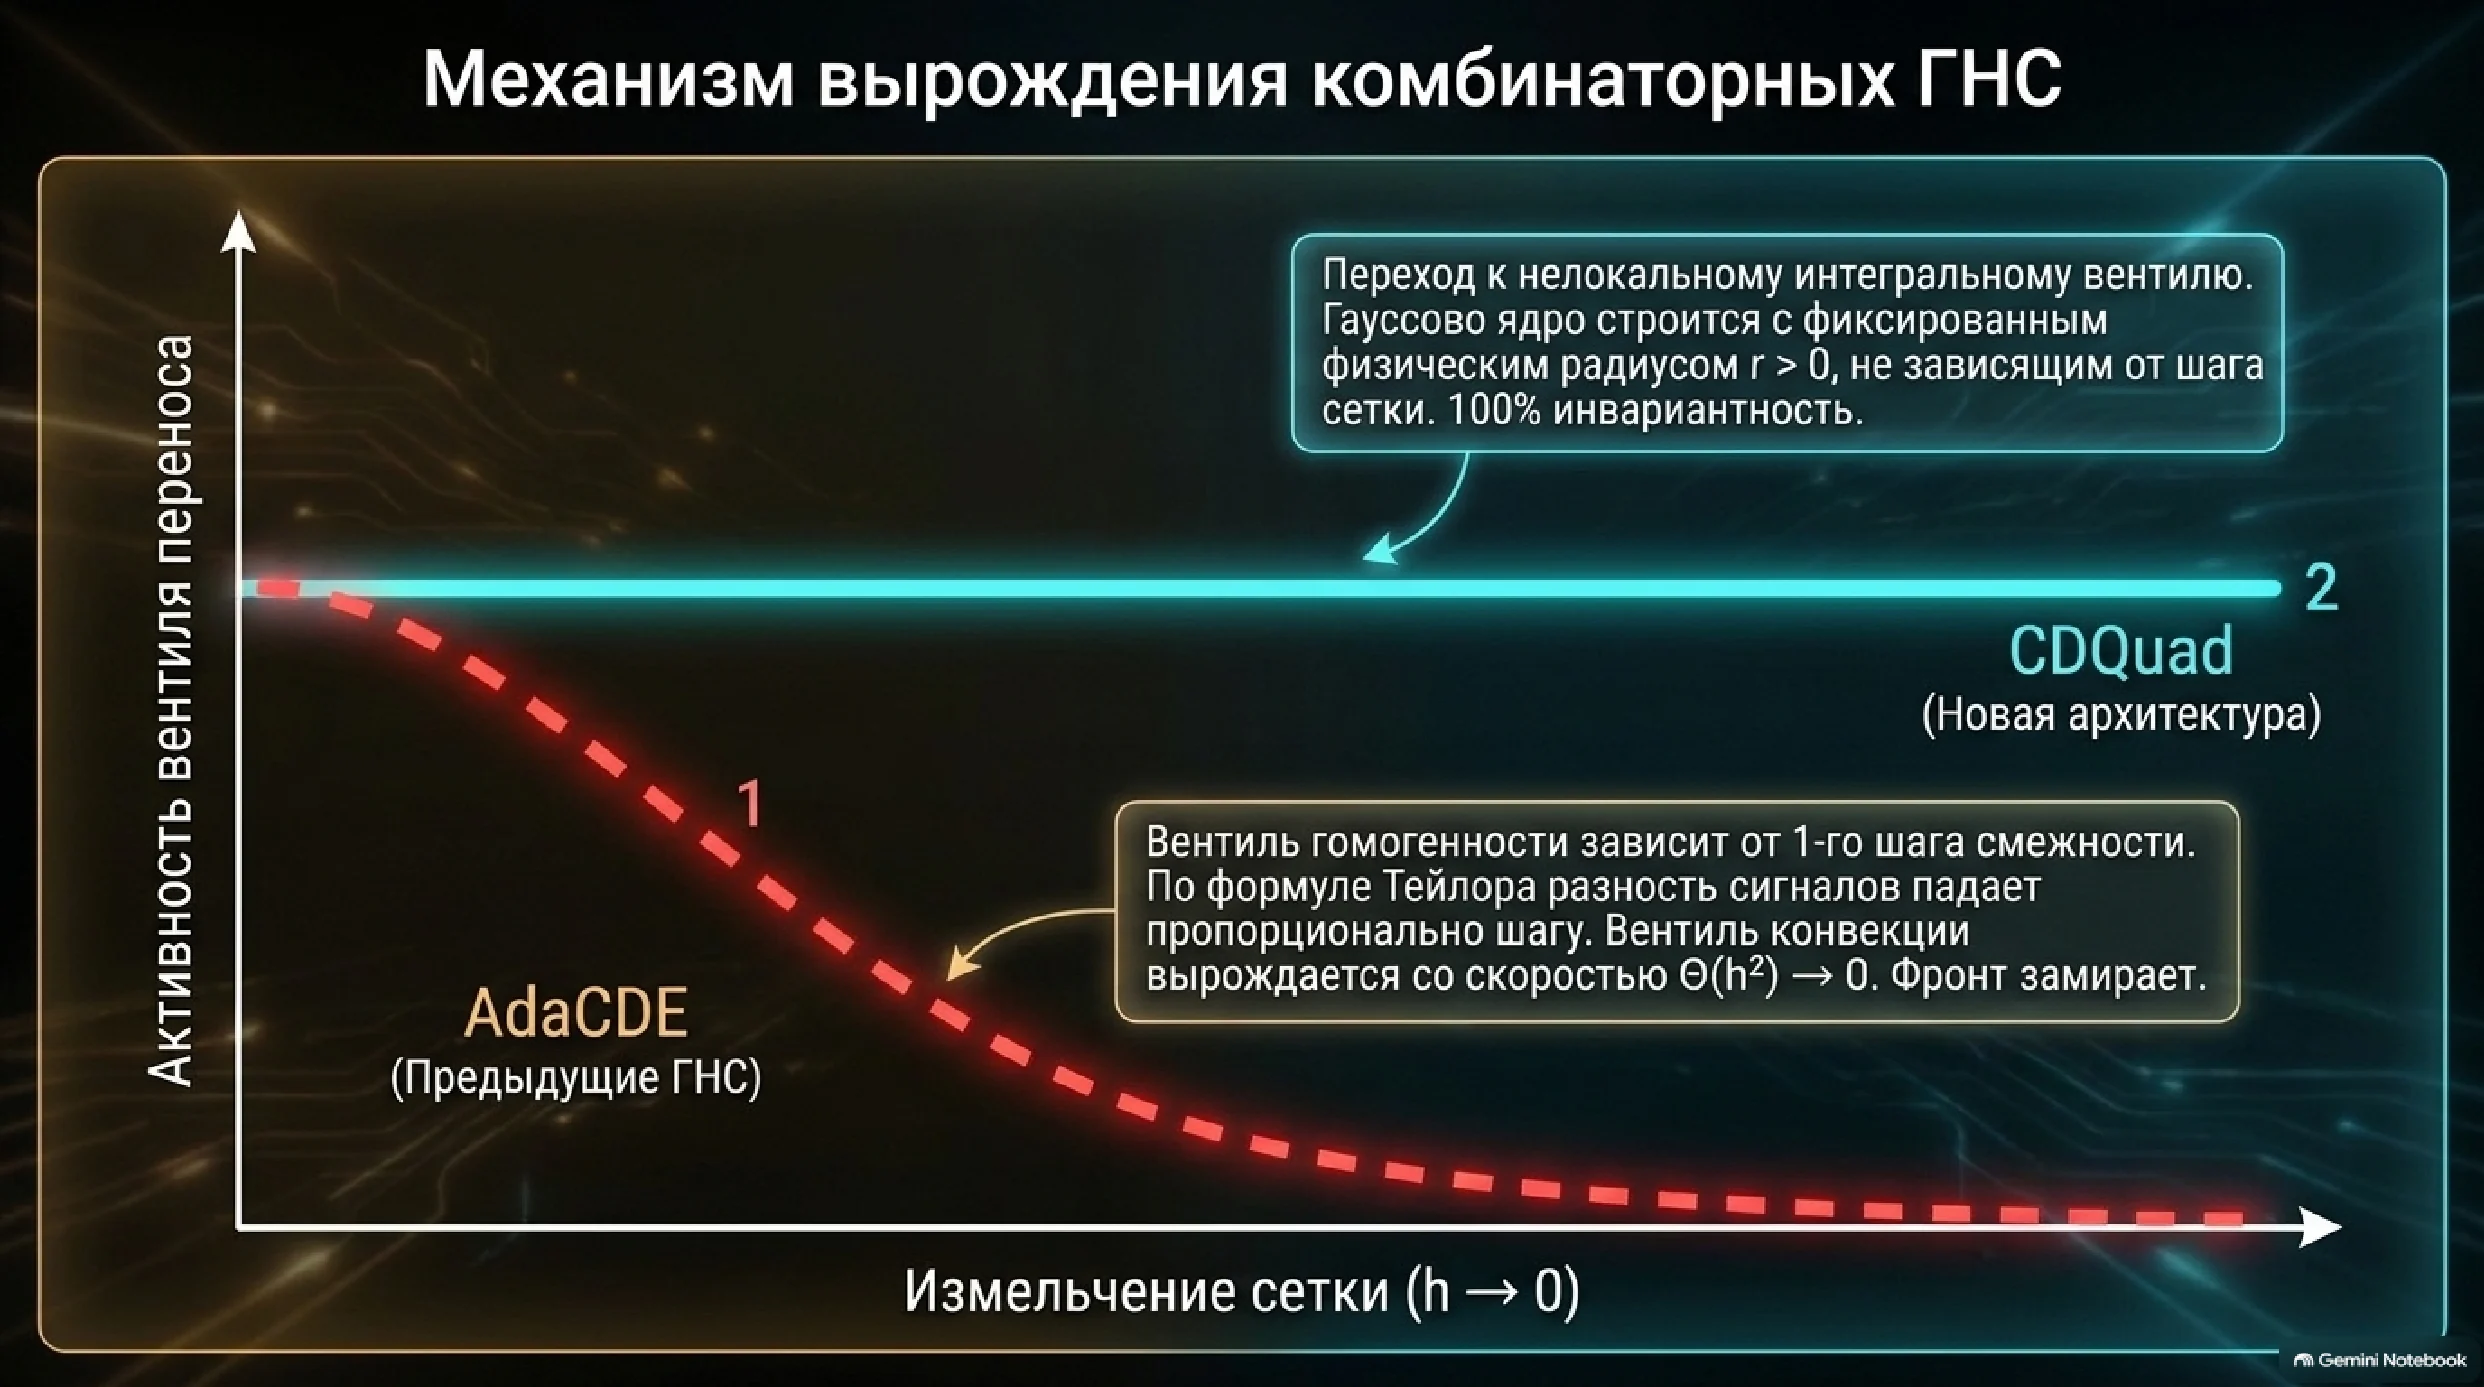 Механизм вырождения комбинаторных ГНС
Активность вентиля переноса
Переход к нелокальному интегральному вентилю.
Гауссово ядро строится с фиксированным
физическим радиусом r > 0, не зависящим от шага
сетки. 100% инвариантность.
2
CDQuad
(Новая архитектура)
1
Вентиль гомогенности зависит от 1-го шага смежности.
По формуле Тейлора разность сигналов падает
пропорционально шагу. Вентиль конвекции
вырождается со скоростью Θ(h²) → 0. Фронт замирает.
AdaCDE
(Предыдущие ГНС)
Измельчение сетки (h → 0)
Gemini Notebook